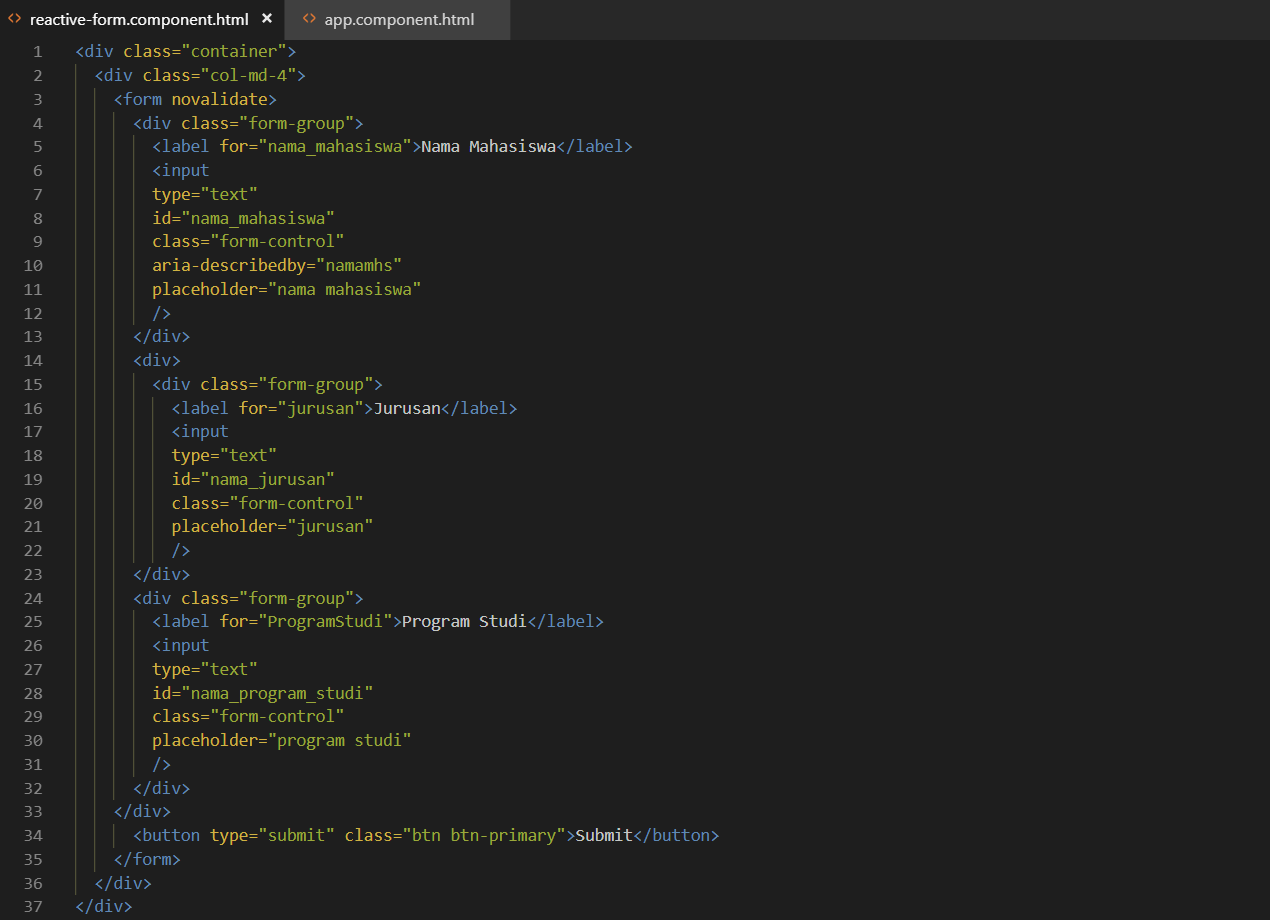 reactive-form.component.html × app.component.html
1 <div class="container">
2 <div class="col-md-4">
3 <form novalidate>
4 <div class="form-group">
5 <label for="nama_mahasiswa">Nama Mahasiswa</label>
6 <input
7 type="text"
8 id="nama_mahasiswa"
9 class="form-control"
10 aria-describedby="namamhs"
11 placeholder="nama mahasiswa"
12 />
13 </div>
14 <div>
15 <div class="form-group">
16 <label for="jurusan">Jurusan</label>
17 <input
18 type="text"
19 id="nama_jurusan"
20 class="form-control"
21 placeholder="jurusan"
22 />
23 </div>
24 <div class="form-group">
25 <label for="ProgramStudi">Program Studi</label>
26 <input
27 type="text"
28 id="nama_program_studi"
29 class="form-control"
30 placeholder="program studi"
31 />
32 </div>
33 </div>
34 <button type="submit" class="btn btn-primary">Submit</button>
35 </form>
36 </div>
37 </div>